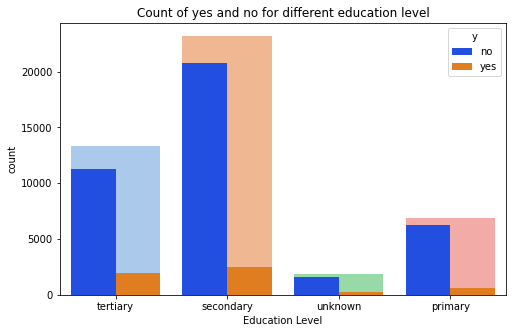 Count of yes and no for different education level
y
no
yes
count
20000
15000
10000
5000
0
tertiary
secondary
unknown
primary
Education Level